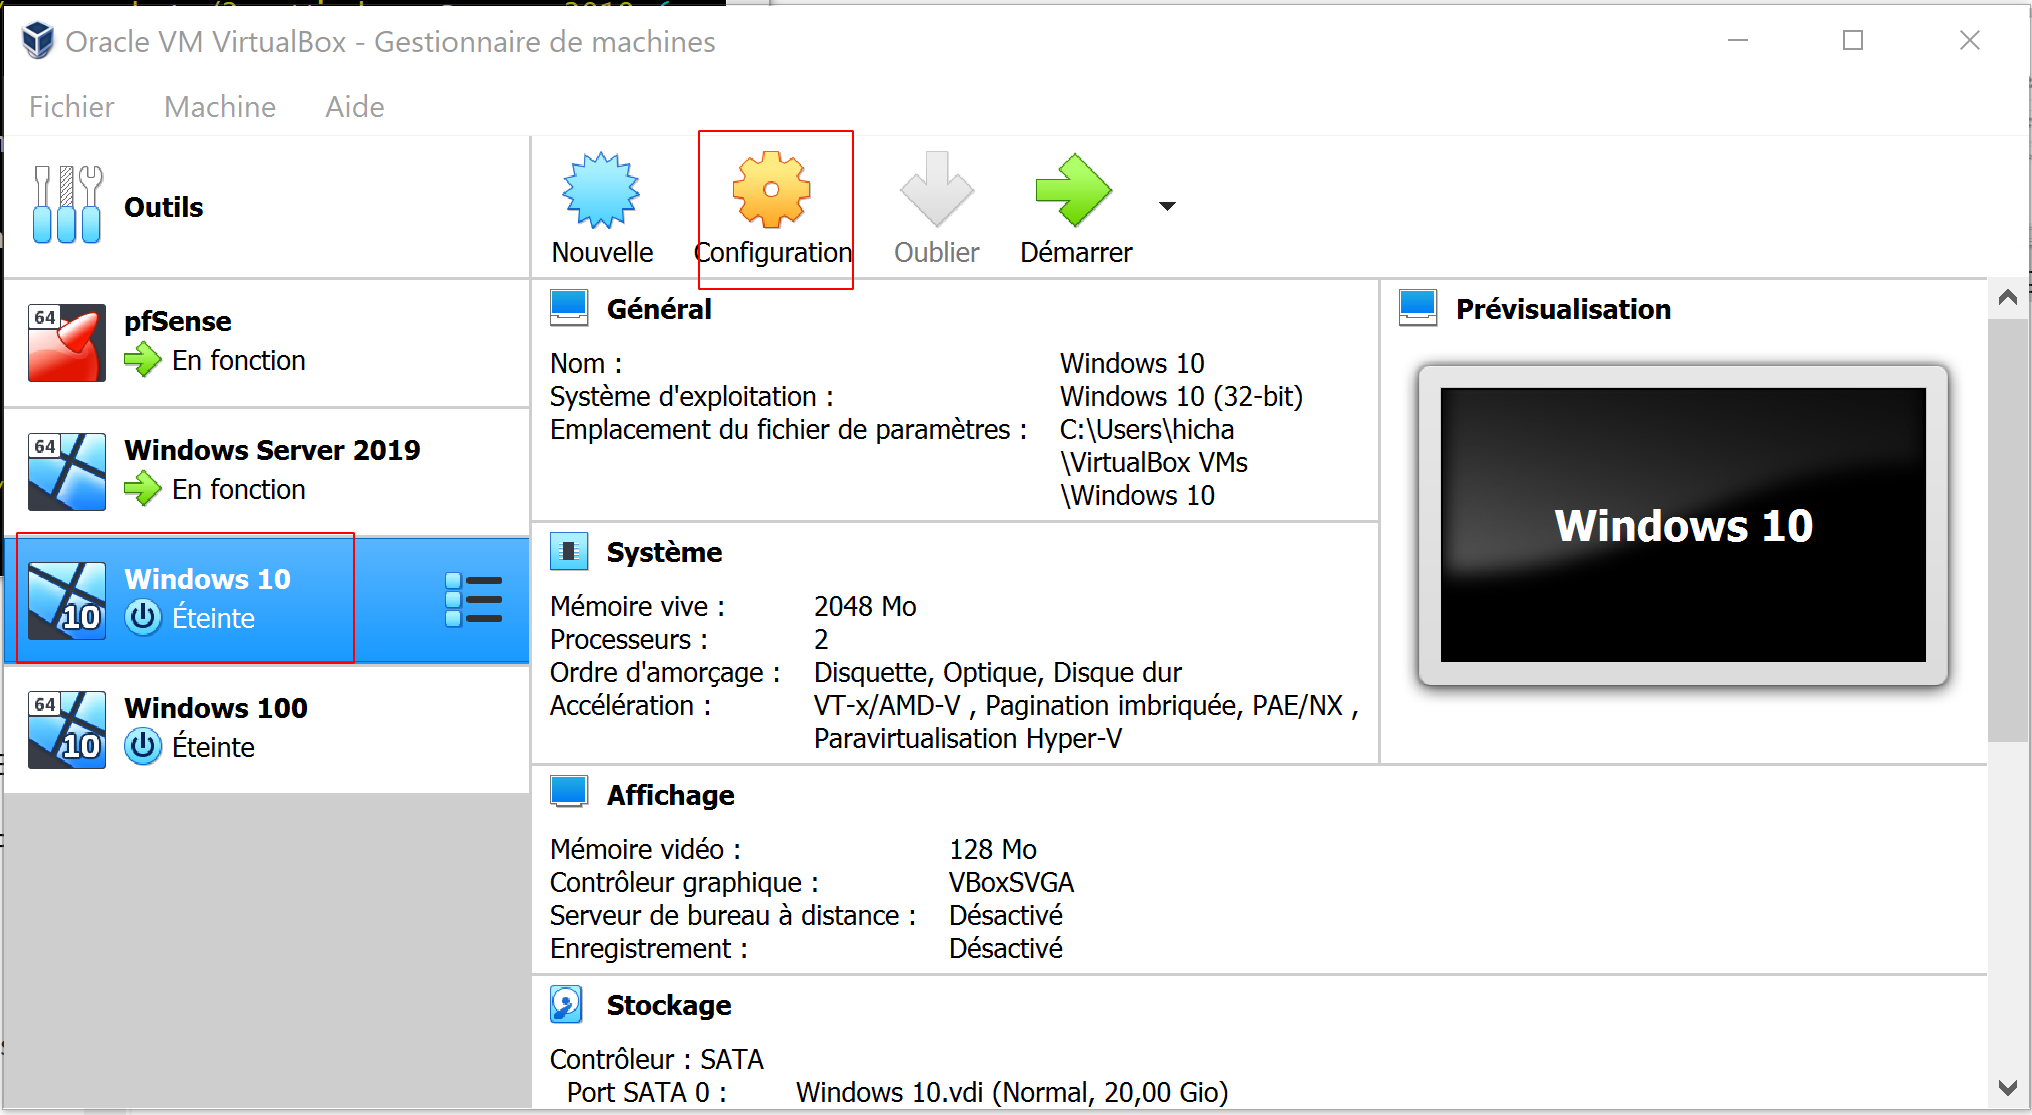 Oracle VM VirtualBox - Gestionnaire de machines
Fichier Machine Aide
Outils
Nouvelle Configuration Oublier Démarrer
64
pfSense
En fonction
64
Windows Server 2019
En fonction
10
Windows 10
Éteinte
64
10
Windows 100
Éteinte
Général
Nom : Windows 10
Système d'exploitation : Windows 10 (32-bit)
Emplacement du fichier de paramètres : C:\Users\hicha
\VirtualBox VMs
\Windows 10
Système
Mémoire vive : 2048 Mo
Processeurs : 2
Ordre d'amorçage : Disquette, Optique, Disque dur
Accélération : VT-x/AMD-V , Pagination imbriquée, PAE/NX ,
Paravirtualisation Hyper-V
Prévisualisation
Windows 10
Affichage
Mémoire vidéo : 128 Mo
Contrôleur graphique : VBoxSVGA
Serveur de bureau à distance : Désactivé
Enregistrement : Désactivé
Stockage
Contrôleur : SATA
Port SATA 0 : Windows 10.vdi (Normal, 20,00 Gio)